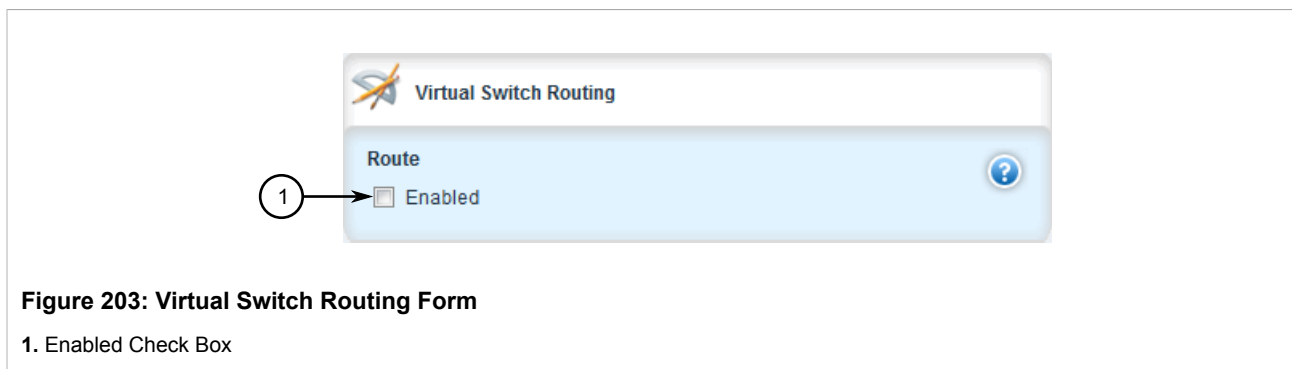 Virtual Switch Routing
Route
?
1
Enabled
Figure 203: Virtual Switch Routing Form
1. Enabled Check Box